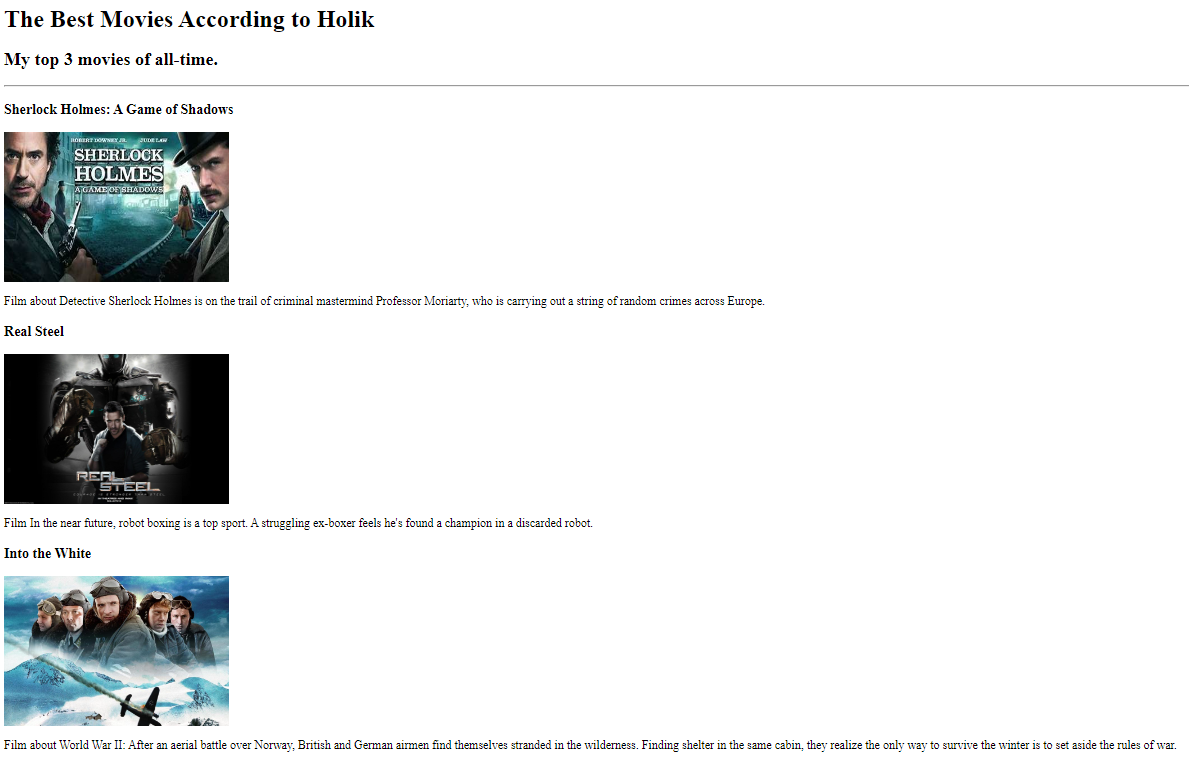 The Best Movies According to Holik
My top 3 movies of all-time.
Sherlock Holmes: A Game of Shadows
ROBERT DOWNEY JR. JUDE LAW
SHERLOCK
HOLMES
A GAME OF SHADOWS
Film about Detective Sherlock Holmes is on the trail of criminal mastermind Professor Moriarty, who is carrying out a string of random crimes across Europe.
Real Steel
REAL
STEEL
COURAGE IS STRONGER THAN STEEL
Film In the near future, robot boxing is a top sport. A struggling ex-boxer feels he's found a champion in a discarded robot.
Into the White
Film about World War II: After an aerial battle over Norway, British and German airmen find themselves stranded in the wilderness. Finding shelter in the same cabin, they realize the only way to survive the winter is to set aside the rules of war.